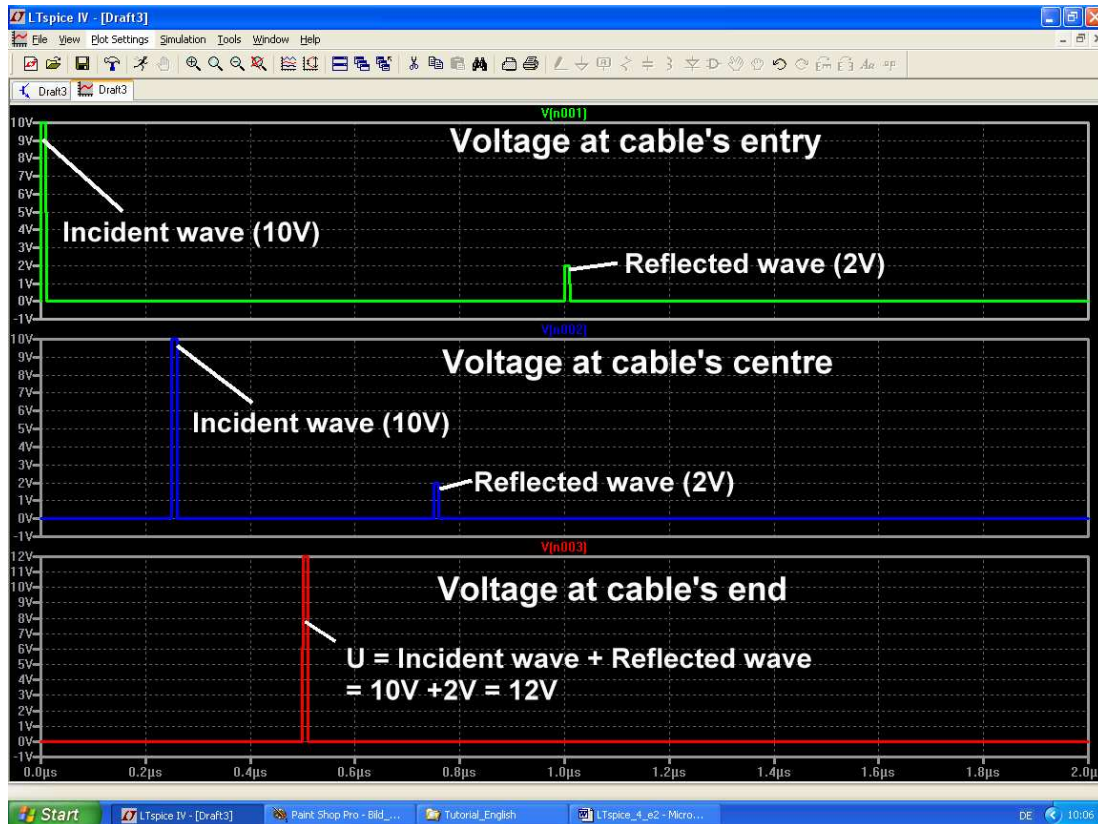 LTspice IV - [Draft3]
File View Plot Settings Simulation Tools Window Help
Draft3 Draft3
V(n001)
10V
9V
8V
7V
6V
5V
4V
3V
2V
1V
0V
-1V
Voltage at cable's entry
Incident wave (10V)
Reflected wave (2V)
V(n002)
10V
9V
8V
7V
6V
5V
4V
3V
2V
1V
0V
-1V
Voltage at cable's centre
Incident wave (10V)
Reflected wave (2V)
V(n003)
12V
11V
10V
9V
8V
7V
6V
5V
4V
3V
2V
1V
0V
-1V
Voltage at cable's end
U = Incident wave + Reflected wave
= 10V +2V = 12V
0.0µs 0.2µs 0.4µs 0.6µs 0.8µs 1.0µs 1.2µs 1.4µs 1.6µs 1.8µs 2.0µ
Start LTspice IV - [Draft3] Paint Shop Pro - Bild_... Tutorial_English LTspice_4_e2 - Micro... DE 10:06